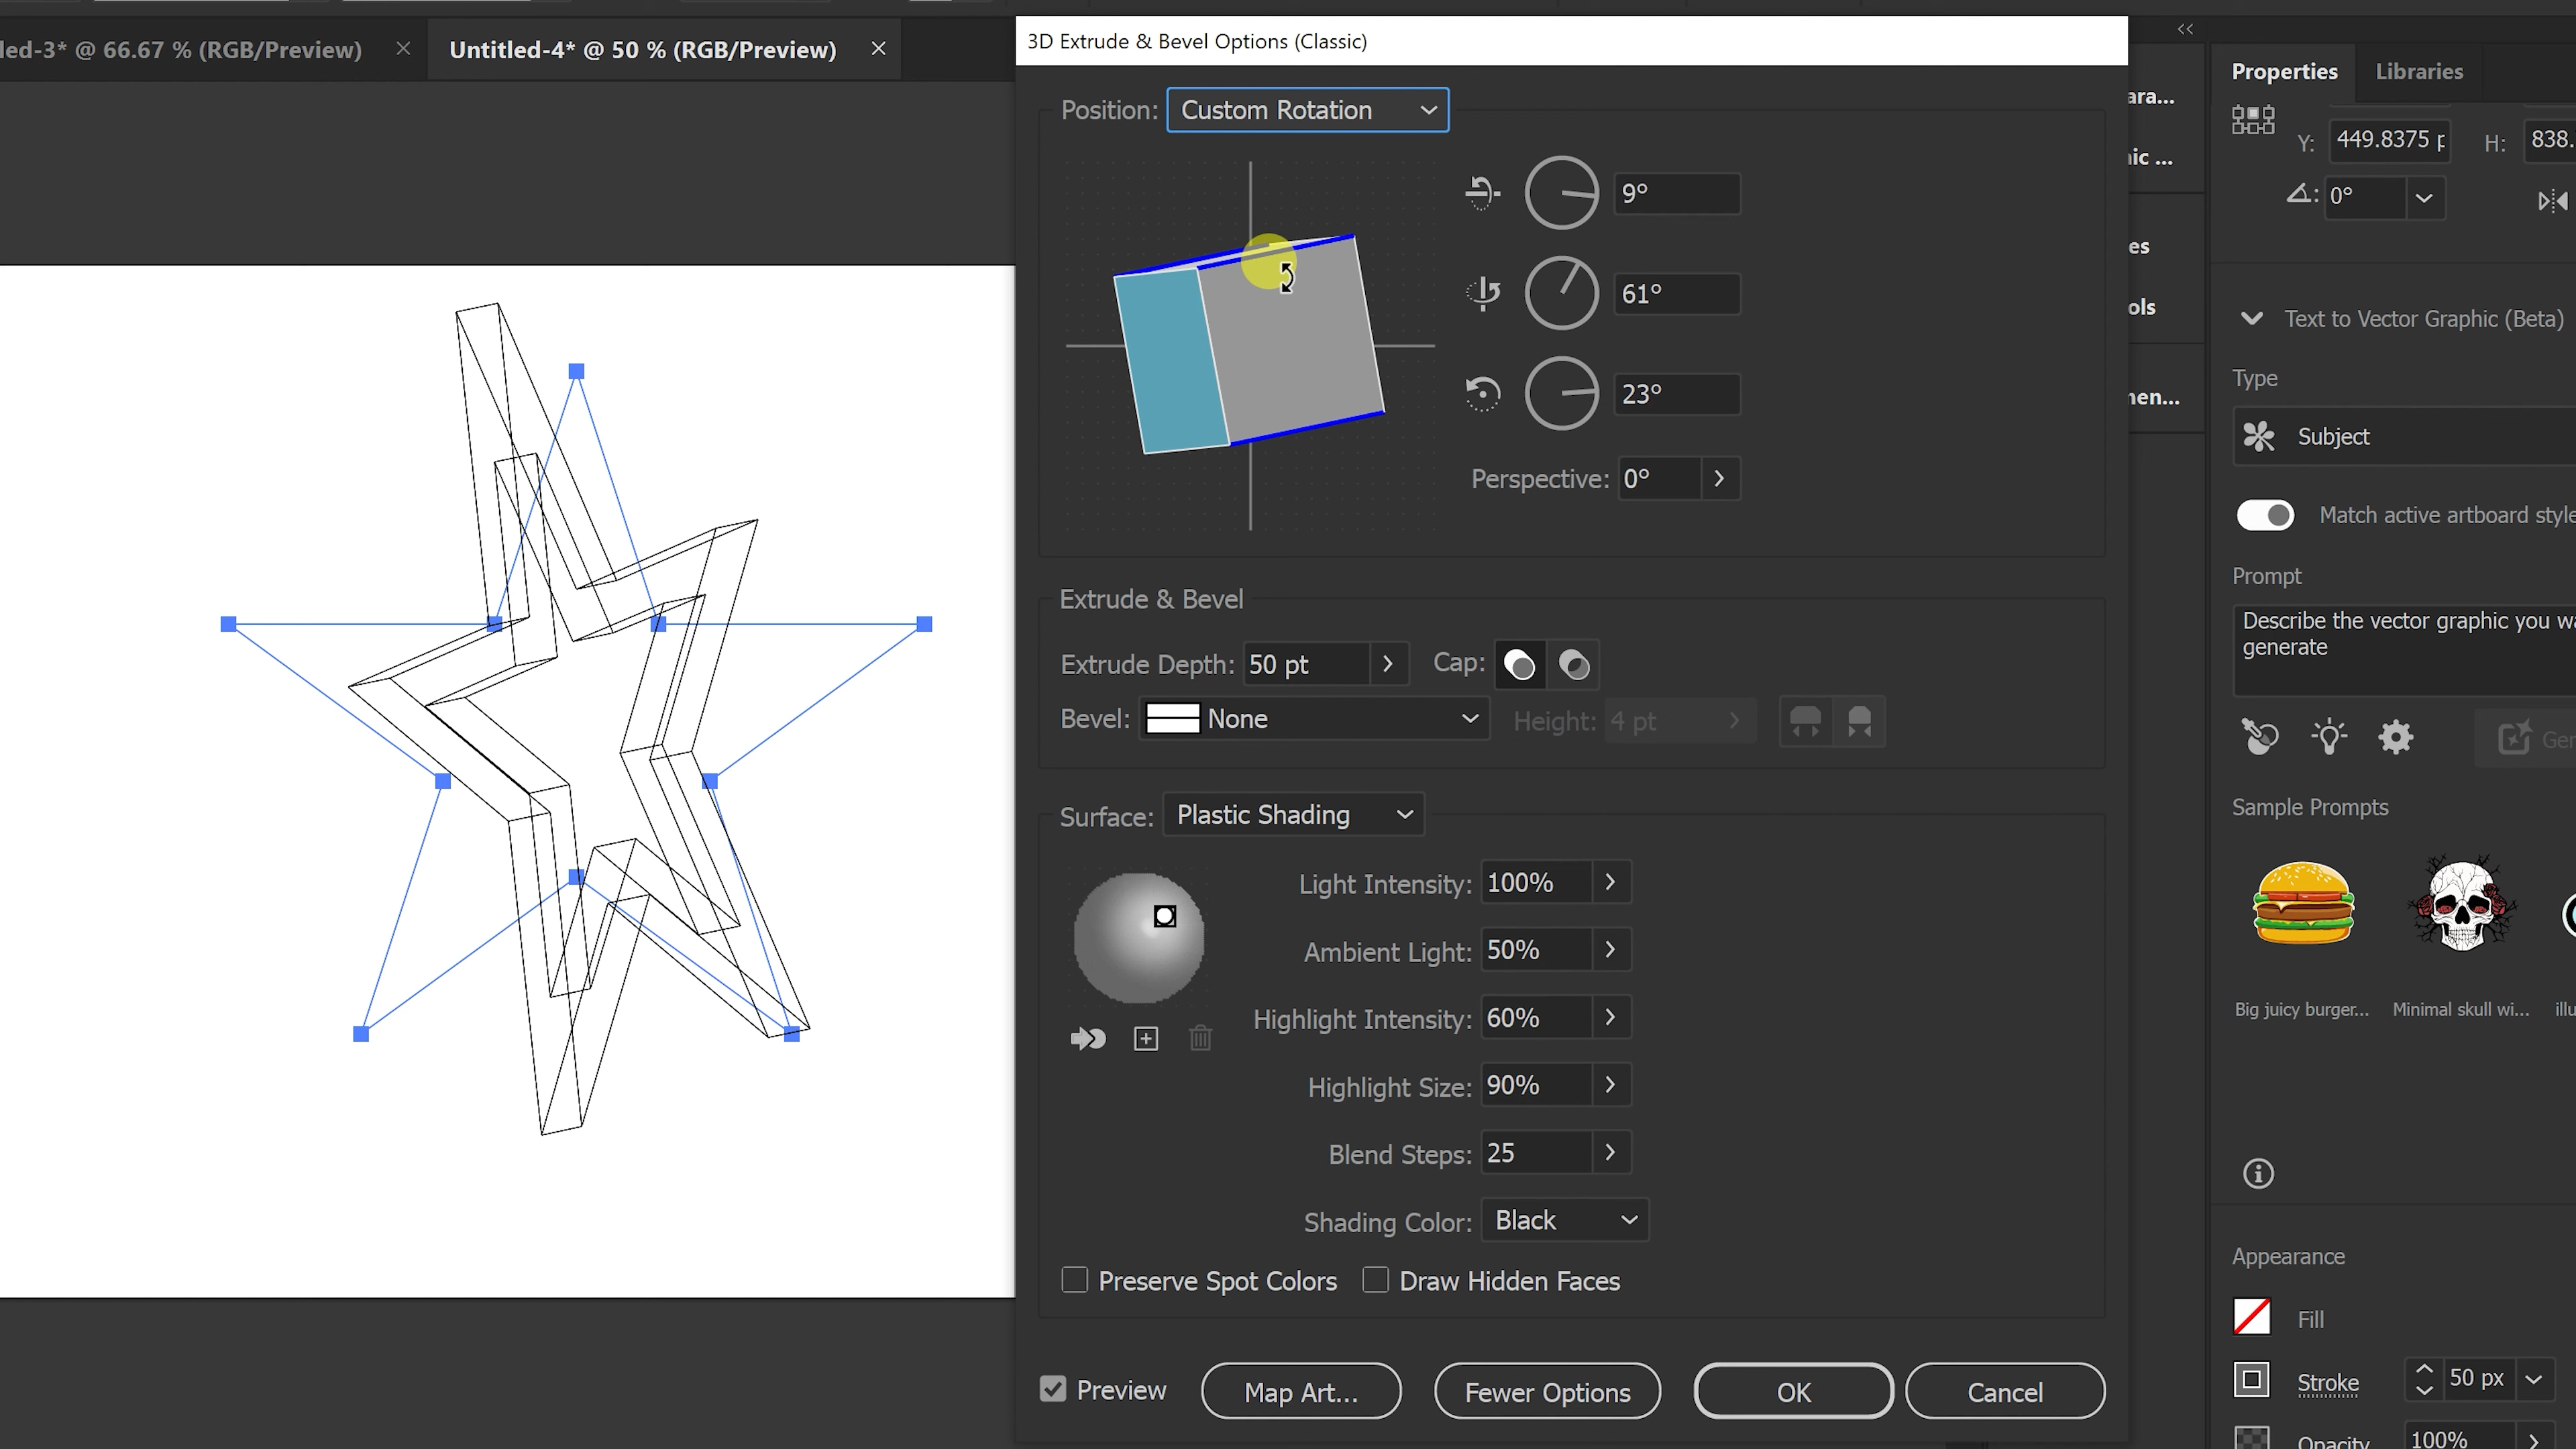 led-3* @ 66.67 % (RGB/Preview)
Untitled-4* @ 50 % (RGB/Preview)
3D Extrude & Bevel Options (Classic)
Position: Custom Rotation
9°
61°
23°
Perspective: 0°
Extrude & Bevel
Extrude Depth: 50 pt Cap:
Bevel: None Height: 4 pt
Surface: Plastic Shading
Light Intensity: 100%
Ambient Light: 50%
Highlight Intensity: 60%
Highlight Size: 90%
Blend Steps: 25
Shading Color: Black
Preserve Spot Colors Draw Hidden Faces
Preview Map Art... Fewer Options OK Cancel
ara...
ic ...
es
ols
nen...
Properties Libraries
Y: 449.8375 p H: 838.
0°
Text to Vector Graphic (Beta)
Type
Subject
Match active artboard style
Prompt
Describe the vector graphic you wa
generate
Ger
Sample Prompts
Big juicy burger... Minimal skull wi... illu
Appearance
Fill
Stroke 50 px
Opacity 100%